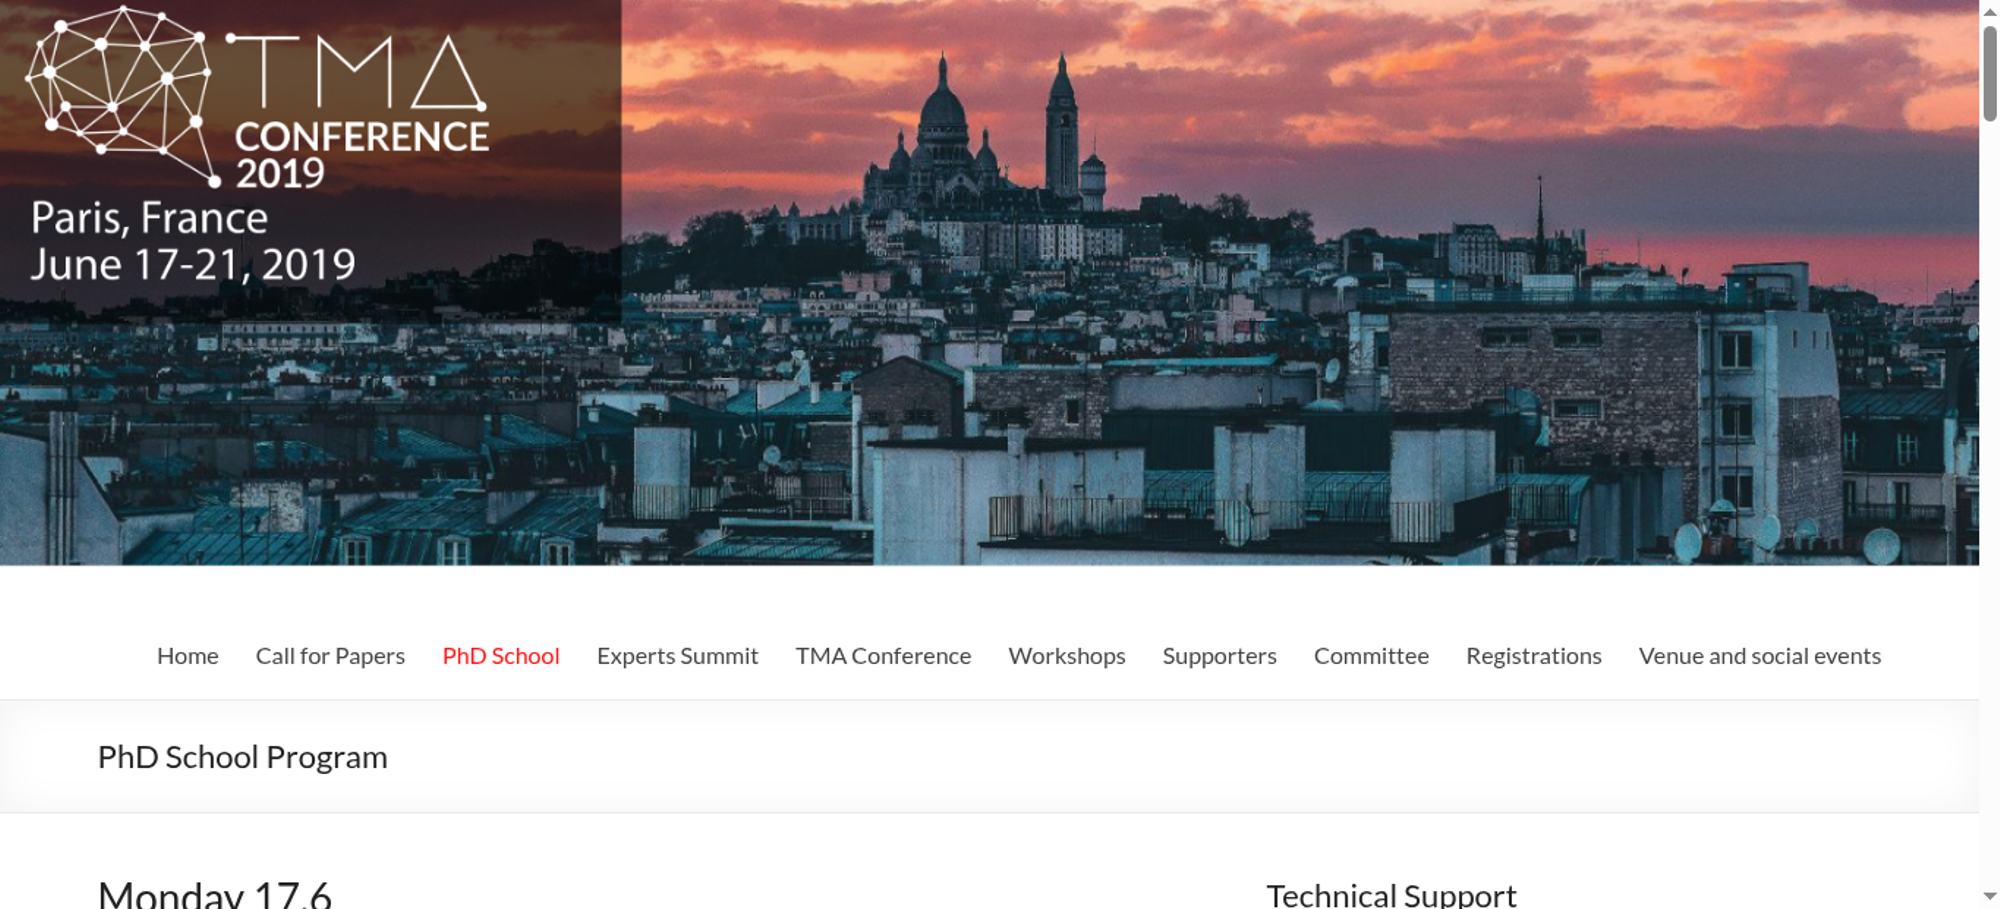 TMA
CONFERENCE
2019
Paris, France
June 17-21, 2019
Home Call for Papers PhD School Experts Summit TMA Conference Workshops Supporters Committee Registrations Venue and social events
PhD School Program
Monday 17.6
Technical Support